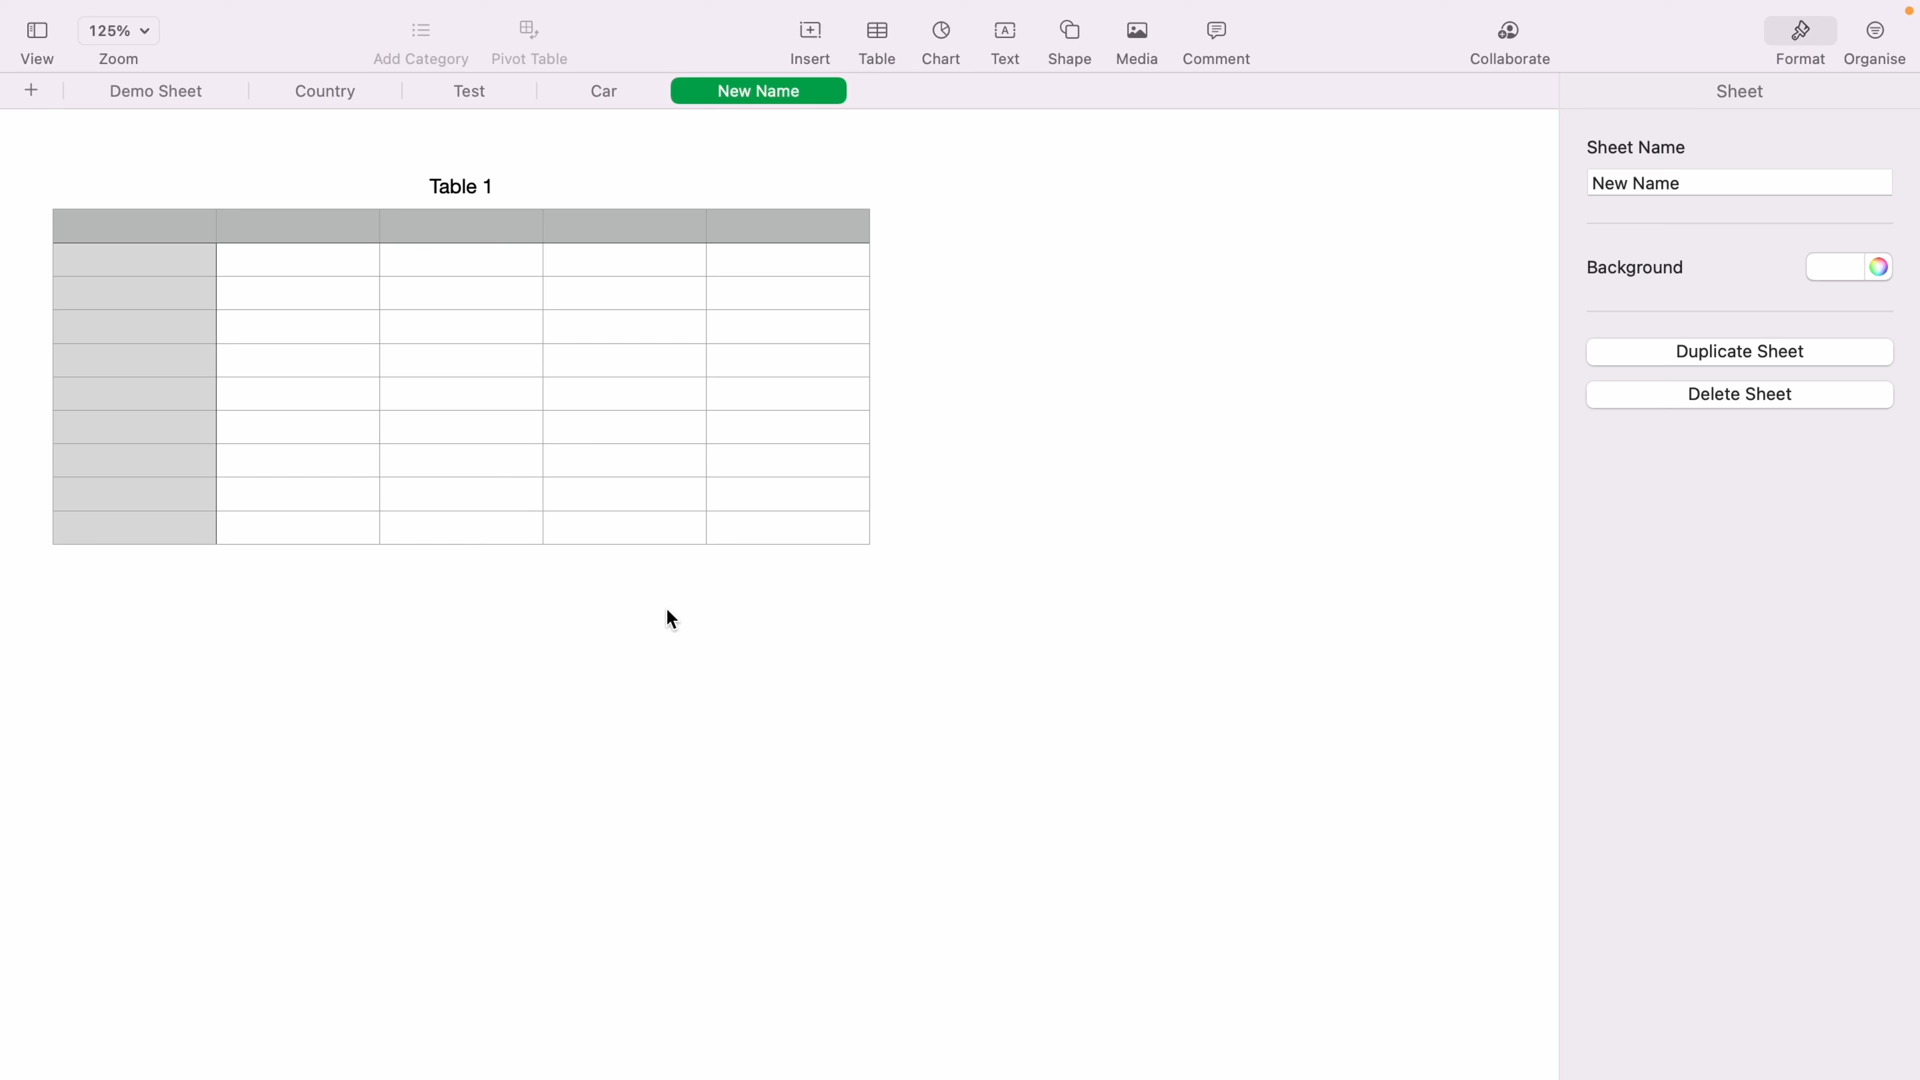 125%
View
Zoom
Add Category
Pivot Table
Insert
Table
Chart
Text
Shape
Media
Comment
Collaborate
Format
Organise
Demo Sheet
Country
Test
Car
New Name
Sheet
Sheet Name
New Name
Background
Duplicate Sheet
Delete Sheet
Table 1